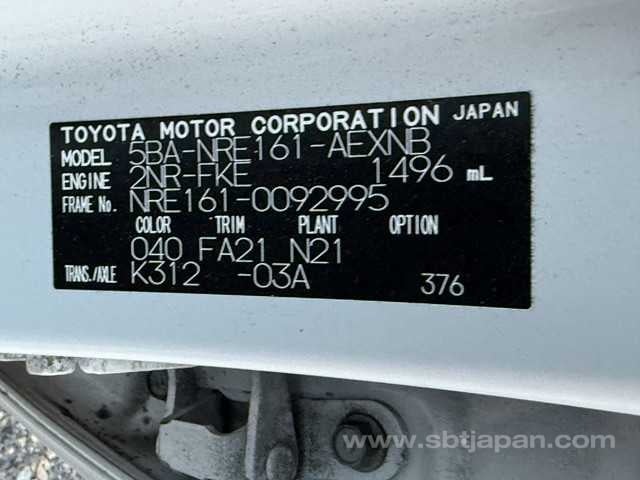 TOYOTA MOTOR CORPORATION JAPAN
MODEL 5BA-NRE161-AEXNB
ENGINE 2NR-FKE 1496 mL
FRAME No. NRE161-0092995
COLOR TRIM PLANT OPTION
040 FA21 N21
TRANS./AXLE K312 -03A 376
www.sbtjapan.com